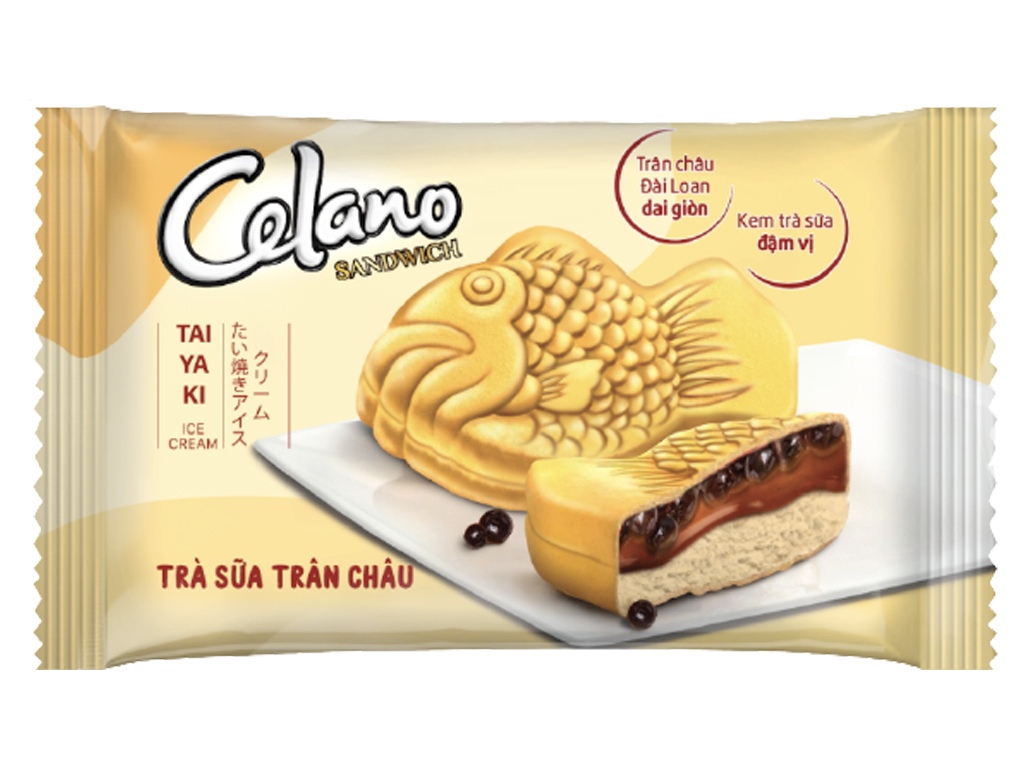 Celano
SANDWICH
Trân châu
Đài Loan
dai giòn
Kem trà sữa
đậm vị
TAI
YA
KI
ICE
CREAM
たい焼きアイス
クリーム
TRÀ SỮA TRÂN CHÂU